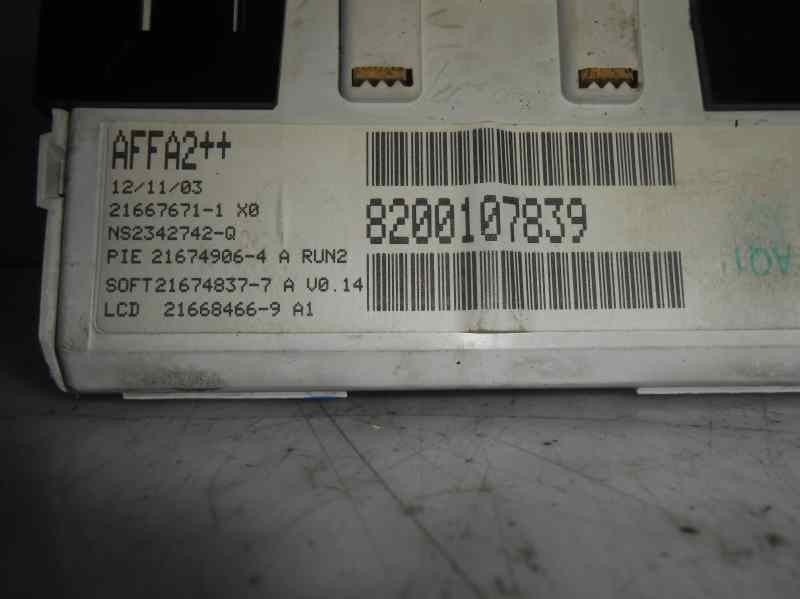 AFFA2++
12/11/03
21667671-1 X0
NS2342742-Q
PIE 21674906-4 A RUN2
SOFT21674837-7 A V0.14
LCD 21668466-9 A1
8200107839
AQ1